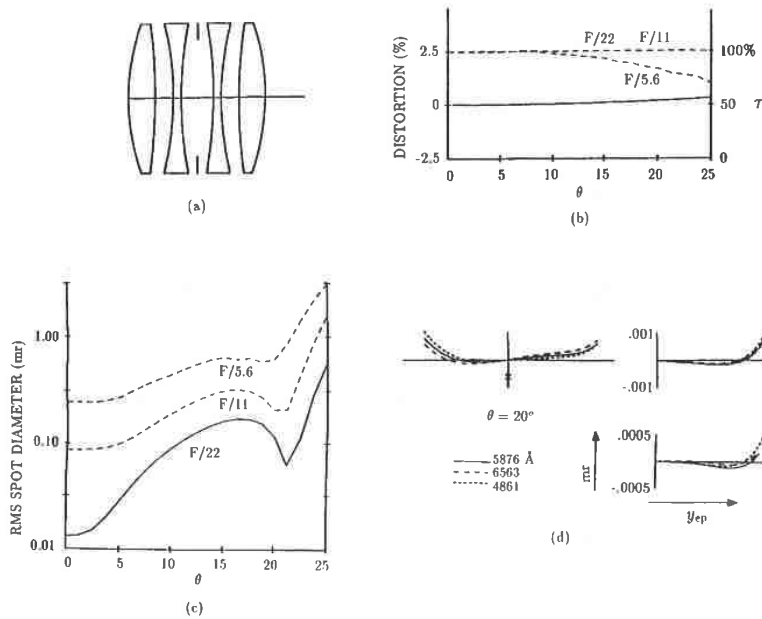 (a)
DISTORTION (%)
2.5
0
-2.5
F/22
F/11
F/5.6
100%
50
τ
0
0
5
10
15
20
25
θ
(b)
RMS SPOT DIAMETER (mr)
1.00
0.10
0.01
F/5.6
F/11
F/22
0
5
10
15
20
25
θ
(c)
θ = 20°
5876 Å
6563
4861
.001
-.001
mr
.0005
-.0005
yep
(d)